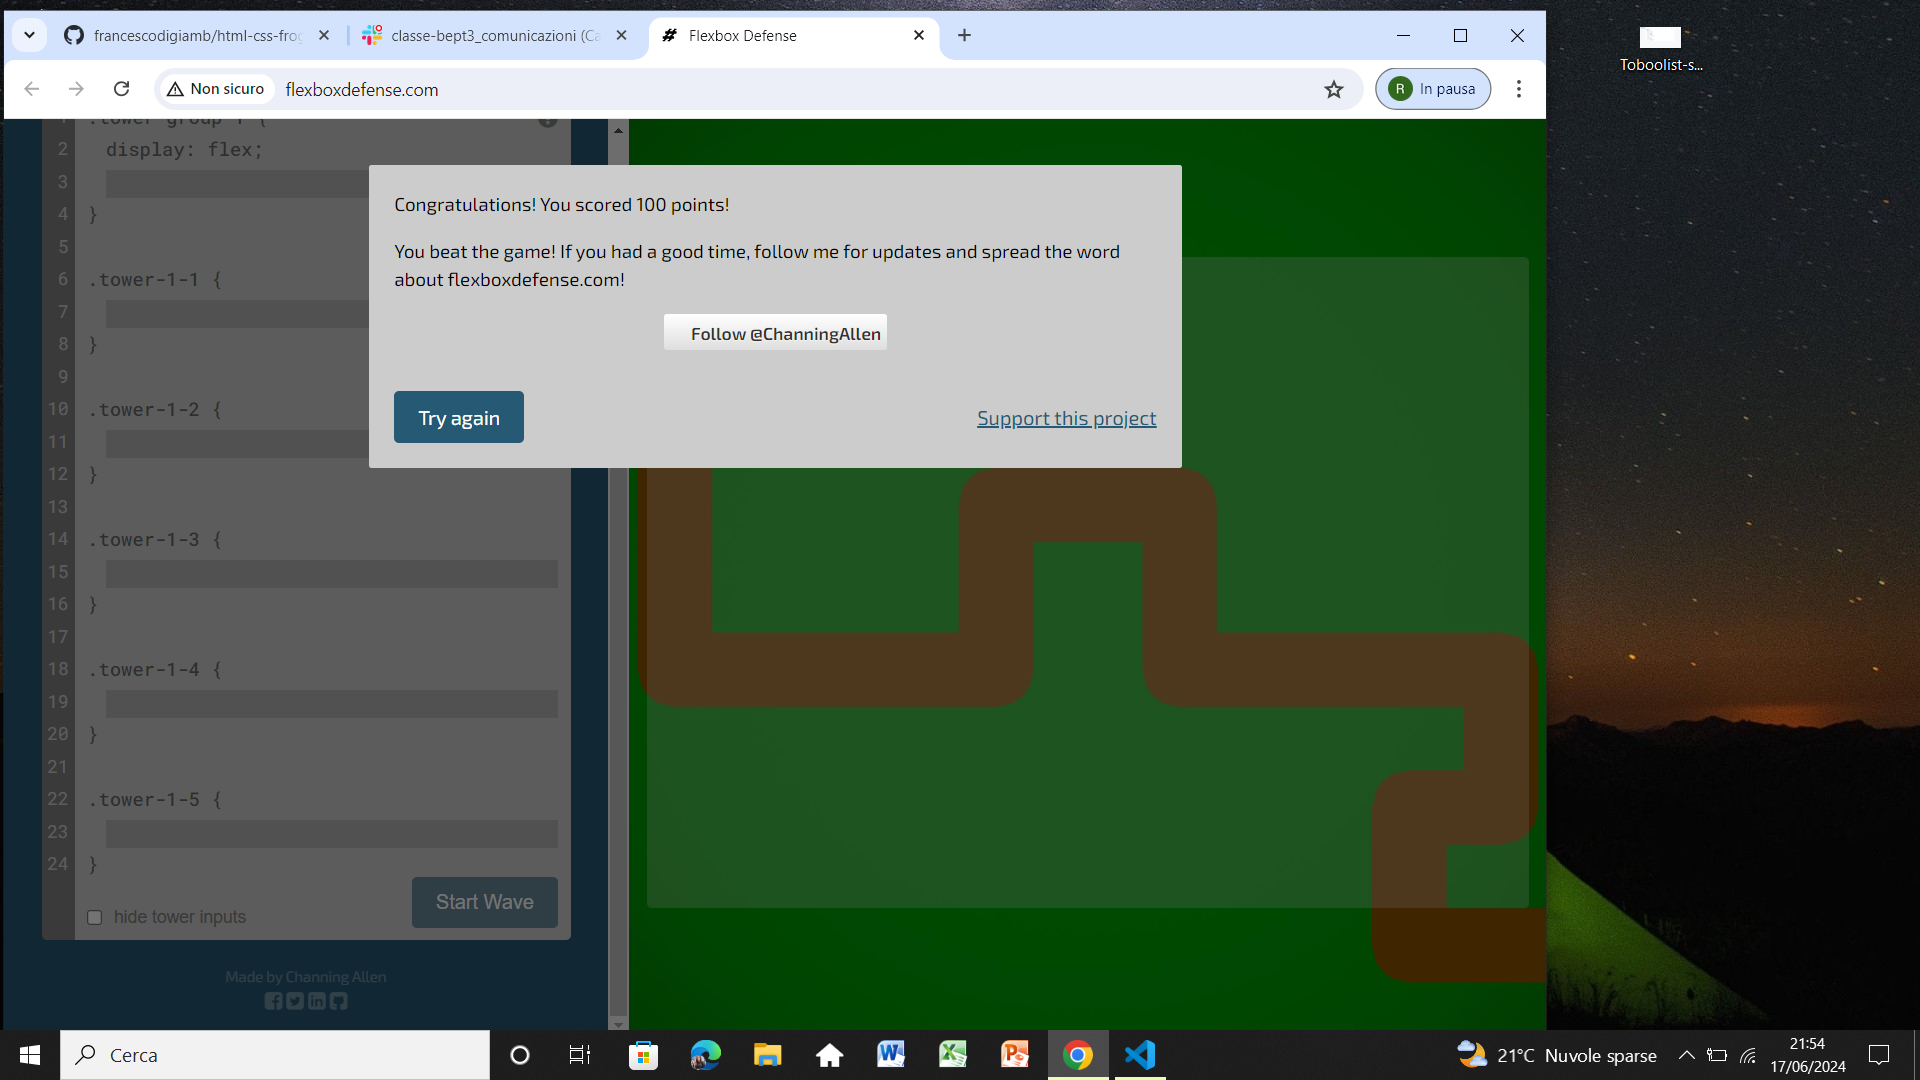 francescodigiamb/html-css-frog
classe-bept3_comunicazioni (Ca
Flexbox Defense
Non sicuro
flexboxdefense.com
R
In pausa
Toboolist-s...
1 .tower-group-1 {
2 display: flex;
3
4 }
5
6 .tower-1-1 {
7
8 }
9
10 .tower-1-2 {
11
12 }
13
14 .tower-1-3 {
15
16 }
17
18 .tower-1-4 {
19
20 }
21
22 .tower-1-5 {
23
24 }
hide tower inputs
Start Wave
Made by Channing Allen
Congratulations! You scored 100 points!
You beat the game! If you had a good time, follow me for updates and spread the word
about flexboxdefense.com!
Follow @ChanningAllen
Try again
Support this project
Cerca
21°C Nuvole sparse
21:54
17/06/2024